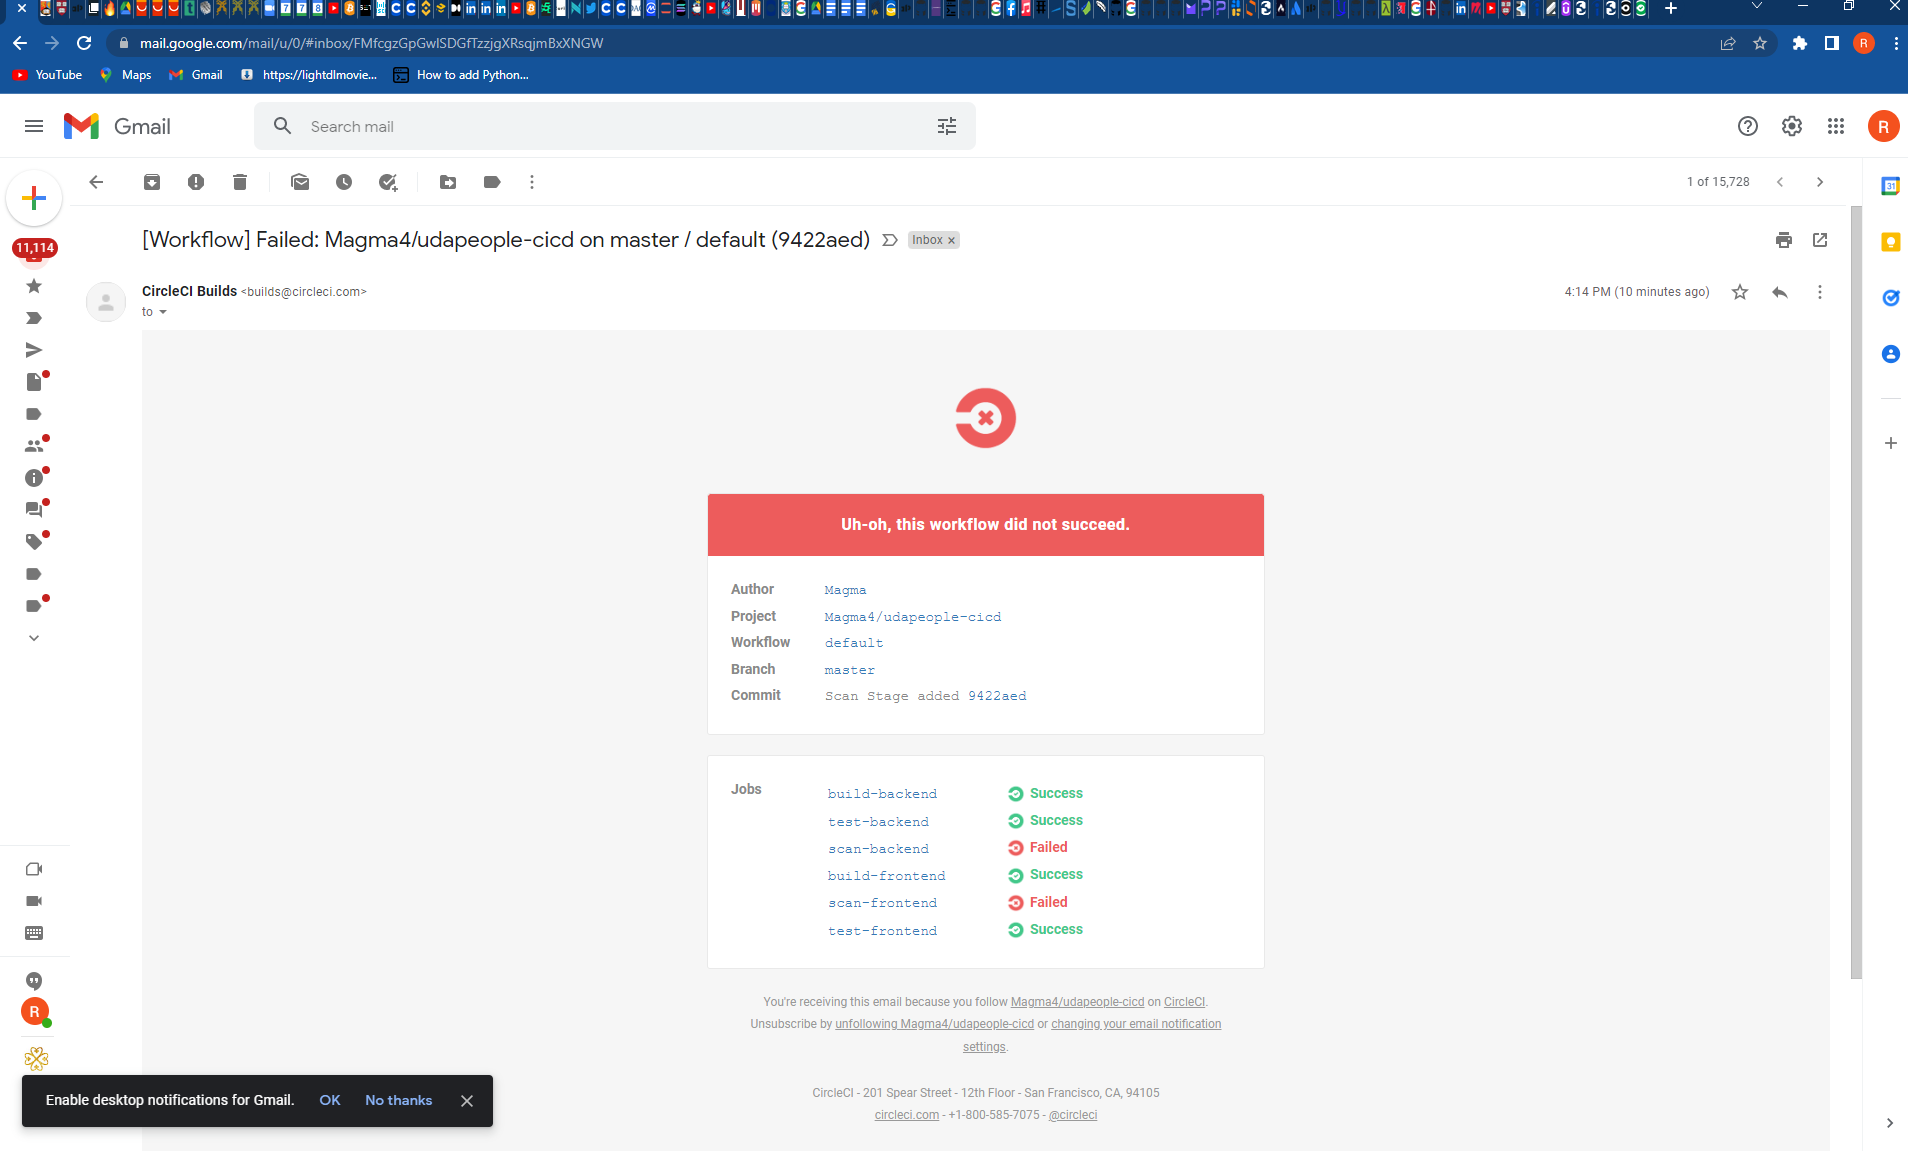 mail.google.com/mail/u/0/#inbox/FMfcgzGpGwlSDGfTzzjgXRsqjmBxXNGW
R
YouTube
Maps
Gmail
https://lightdlmovie...
How to add Python...
Gmail
Search mail
R
1 of 15,728
11,114
[Workflow] Failed: Magma4/udapeople-cicd on master / default (9422aed)
Inbox x
CircleCI Builds <builds@circleci.com>
4:14 PM (10 minutes ago)
to
Uh-oh, this workflow did not succeed.
Author Magma
Project Magma4/udapeople-cicd
Workflow default
Branch master
Commit Scan Stage added 9422aed
Jobs
build-backend Success
test-backend Success
scan-backend Failed
build-frontend Success
scan-frontend Failed
test-frontend Success
You're receiving this email because you follow Magma4/udapeople-cicd on CircleCI.
Unsubscribe by unfollowing Magma4/udapeople-cicd or changing your email notification
settings.
CircleCI - 201 Spear Street - 12th Floor - San Francisco, CA, 94105
circleci.com - +1-800-585-7075 - @circleci
R
Enable desktop notifications for Gmail. OK No thanks
31